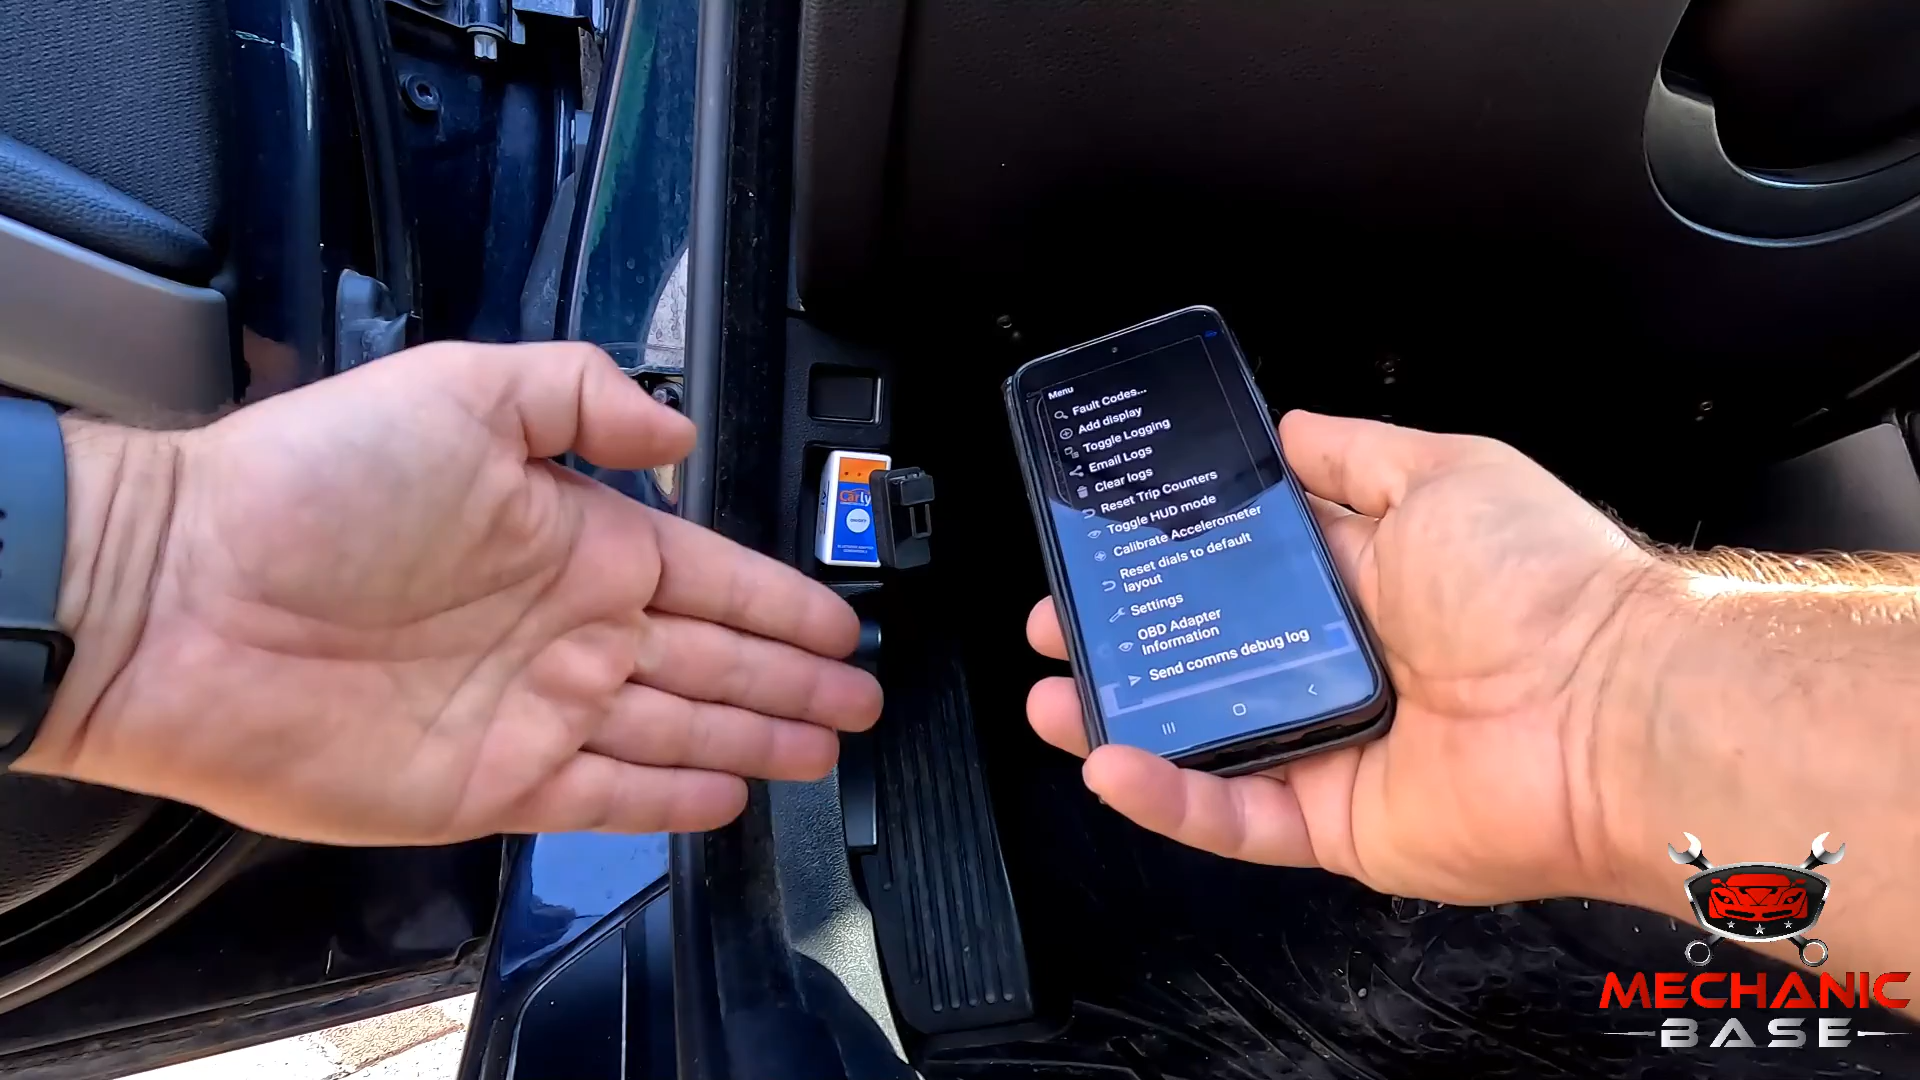 Menu
Fault Codes...
Add display
Toggle Logging
Email Logs
Clear logs
Reset Trip Counters
Toggle HUD mode
Calibrate Accelerometer
Reset dials to default
layout
Settings
OBD Adapter
Information
Send comms debug log
Carly
MECHANIC
BASE